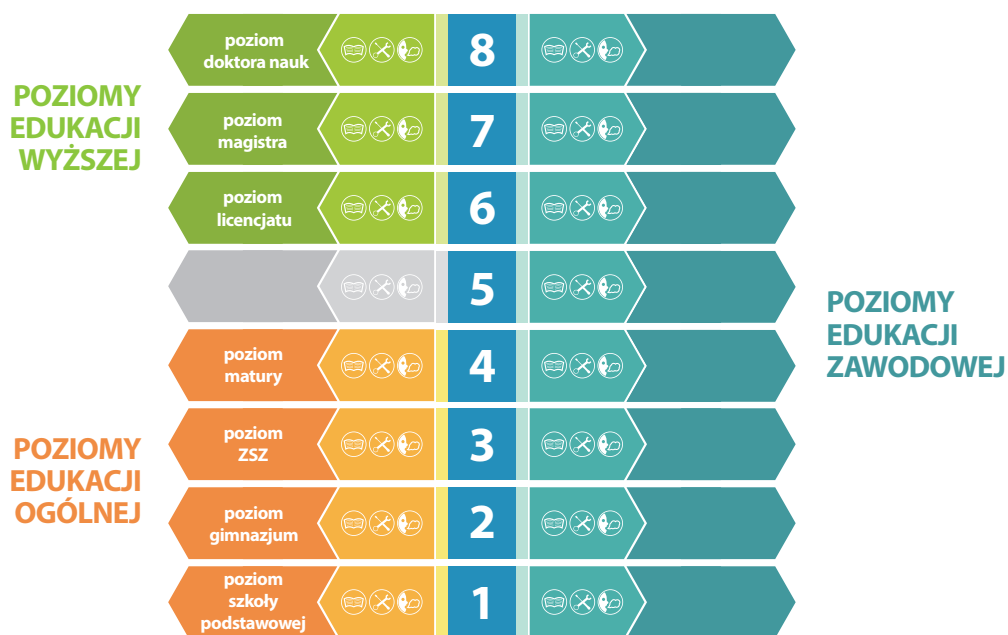 POZIOMY
EDUKACJI
WYŻSZEJ
poziom
doktora nauk
8
poziom
magistra
7
poziom
licencjatu
6
5
POZIOMY
EDUKACJI
OGÓLNEJ
poziom
matury
4
poziom
ZSZ
3
poziom
gimnazjum
2
poziom
szkoły
podstawowej
1
POZIOMY
EDUKACJI
ZAWODOWEJ